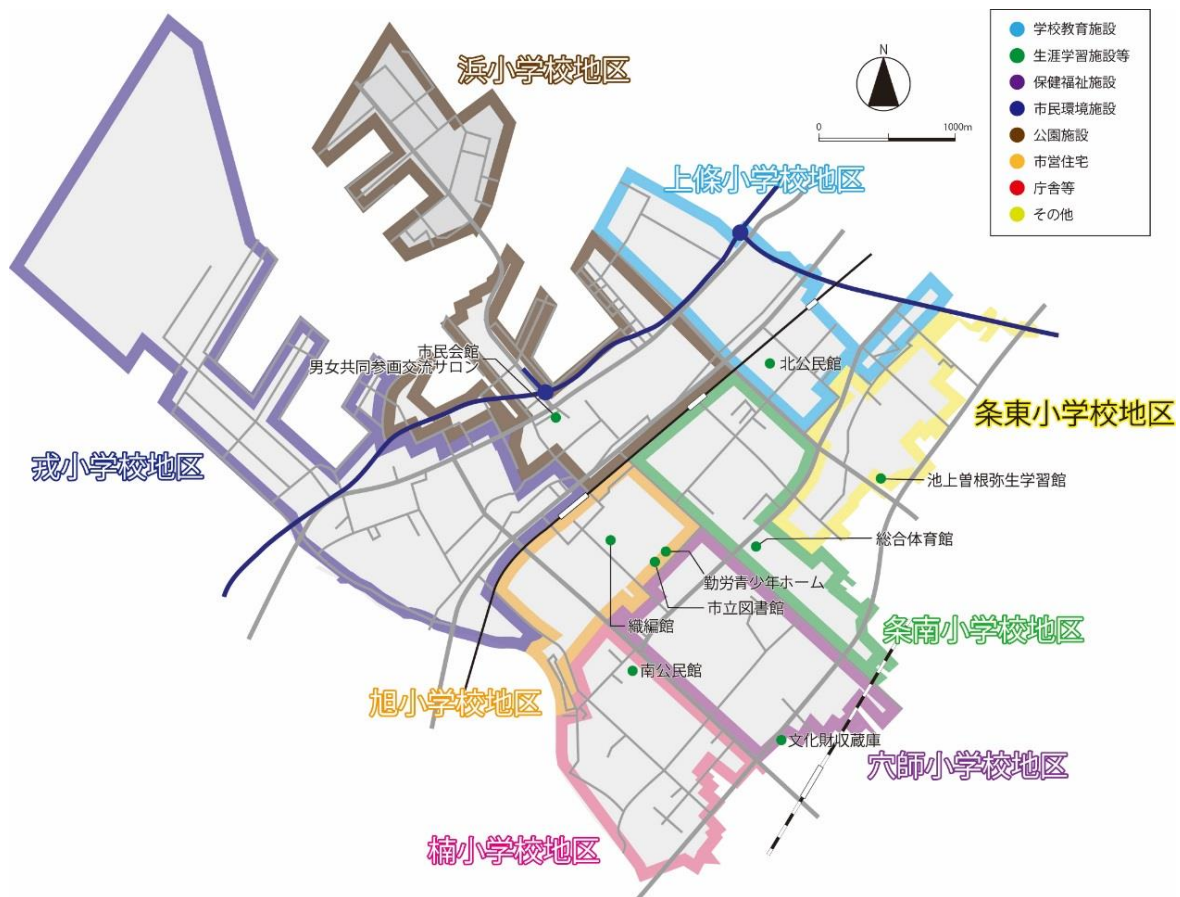 学校教育施設
生涯学習施設等
保健福祉施設
市民環境施設
公園施設
市営住宅
庁舎等
その他
N
0
1000m
浜小学校地区
上條小学校地区
市民会館
男女共同参画交流サロン
北公民館
条東小学校地区
戎小学校地区
池上曽根弥生学習館
総合体育館
勤労青少年ホーム
市立図書館
織編館
条南小学校地区
南公民館
旭小学校地区
文化財収蔵庫
穴師小学校地区
楠小学校地区